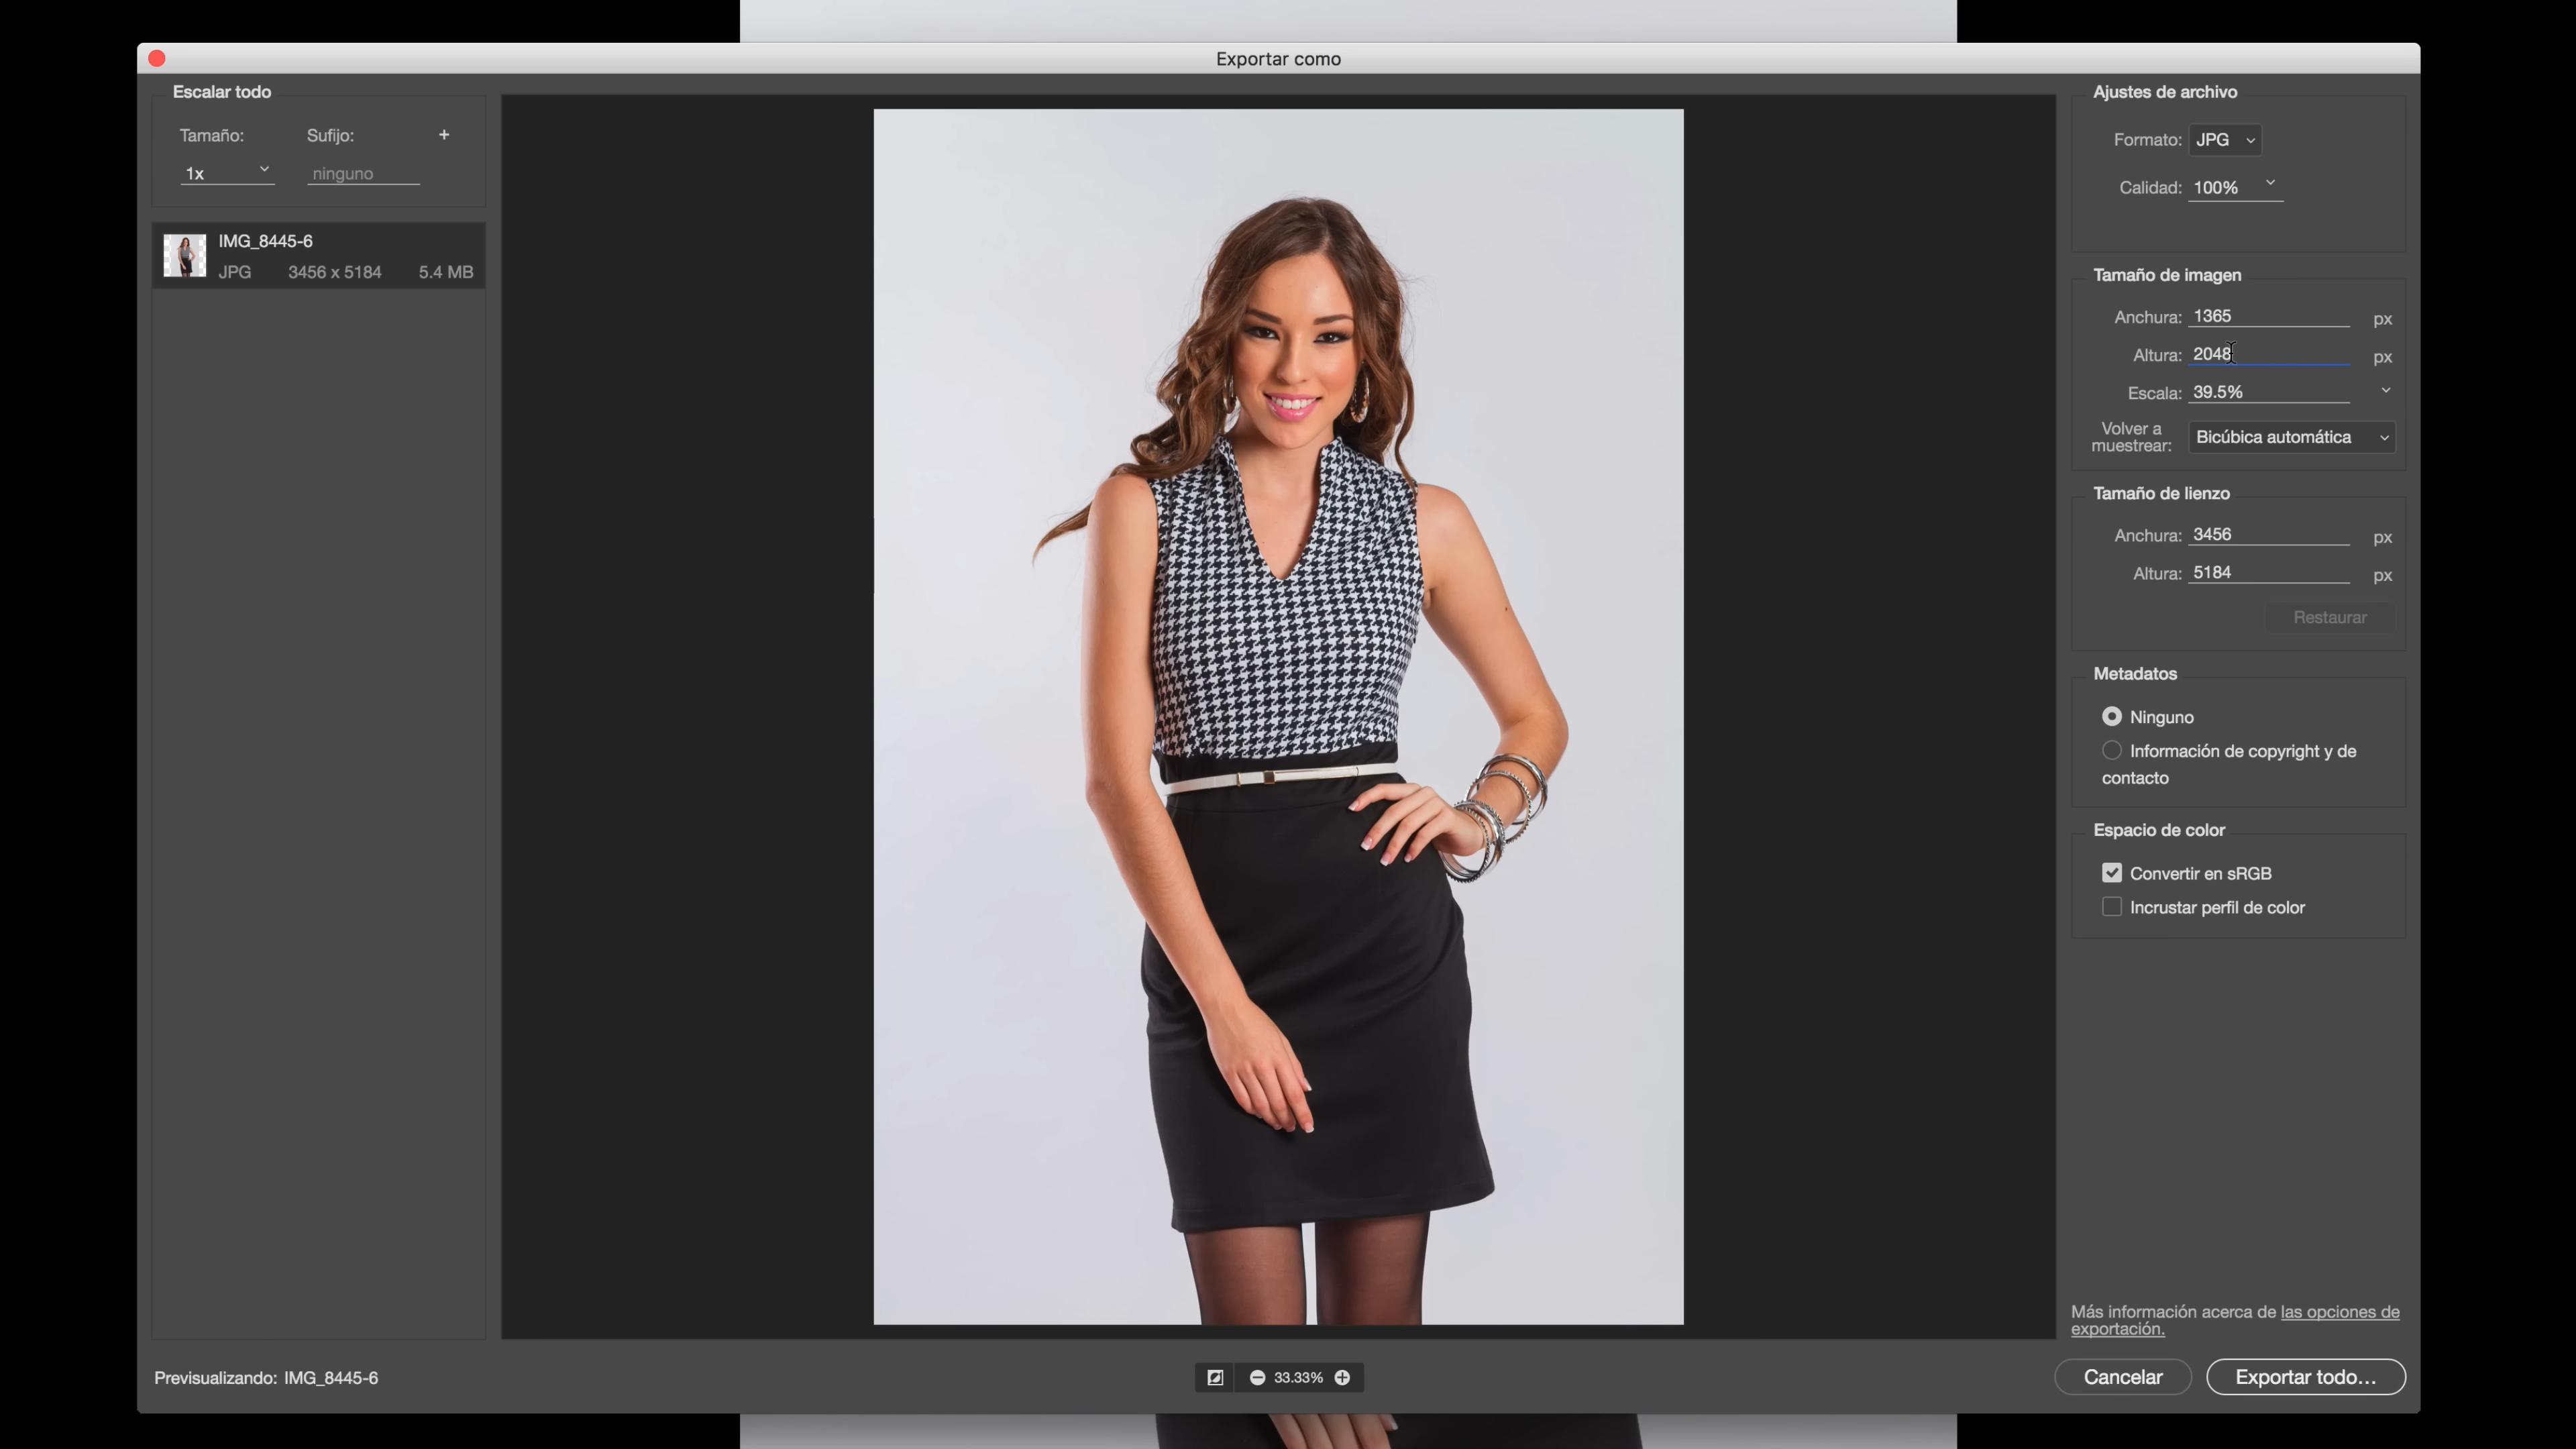 Exportar como
Escalar todo
Tamaño: Sufijo: +
1x ninguno
IMG_8445-6
JPG 3456 x 5184 5.4 MB
Ajustes de archivo
Formato: JPG
Calidad: 100%
Tamaño de imagen
Anchura: 1365 px
Altura: 2048 px
Escala: 39.5%
Volver a
muestrear: Bicúbica automática
Tamaño de lienzo
Anchura: 3456 px
Altura: 5184 px
Restaurar
Metadatos
Ninguno
Información de copyright y de
contacto
Espacio de color
Convertir en sRGB
Incrustar perfil de color
Más información acerca de las opciones de
exportación.
Previsualizando: IMG_8445-6
33.33%
Cancelar Exportar todo...